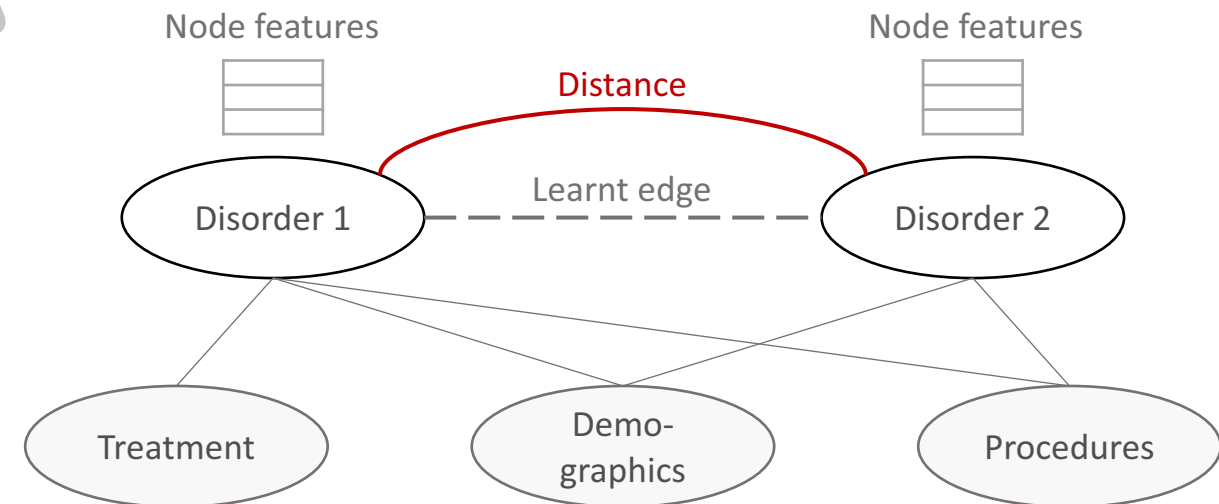 Node features
Node features
Distance
Learnt edge
Disorder 1
Disorder 2
Treatment
Demo-
graphics
Procedures